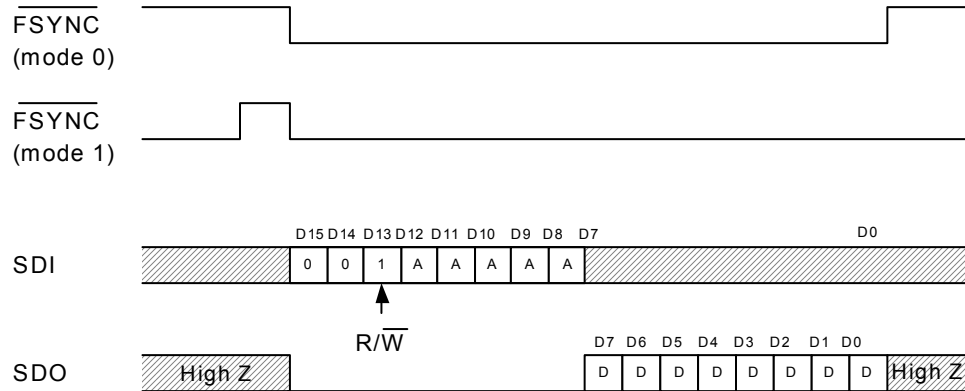 FSYNC
(mode 0)
FSYNC
(mode 1)
D15 D14 D13 D12 D11 D10 D9 D8 D7 D0
SDI 0 0 1 A A A A A
R/W
D7 D6 D5 D4 D3 D2 D1 D0
SDO High Z D D D D D D D D High Z